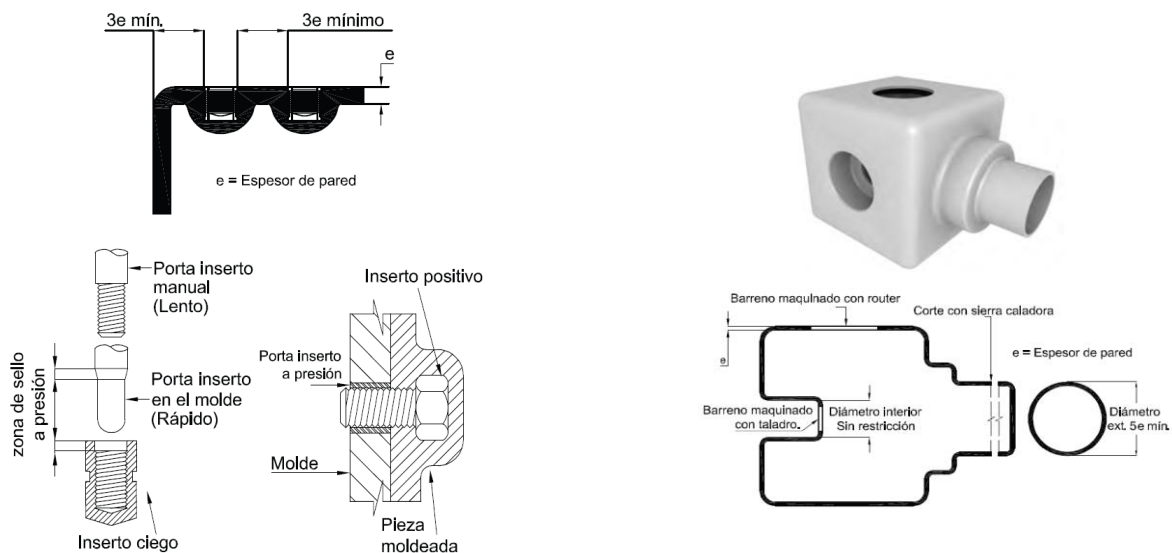 3e mín.
3e mínimo
e
e = Espesor de pared
Porta inserto
manual
(Lento)
zona de sello
a presión
Porta inserto
en el molde
(Rápido)
Inserto ciego
Inserto positivo
Porta inserto
a presión
Molde
Pieza
moldeada
Barreno maquinado con router
Corte con sierra caladora
e
e = Espesor de pared
Barreno maquinado
con taladro.
Diámetro interior
Sin restricción
Diámetro
ext. 5e mín.